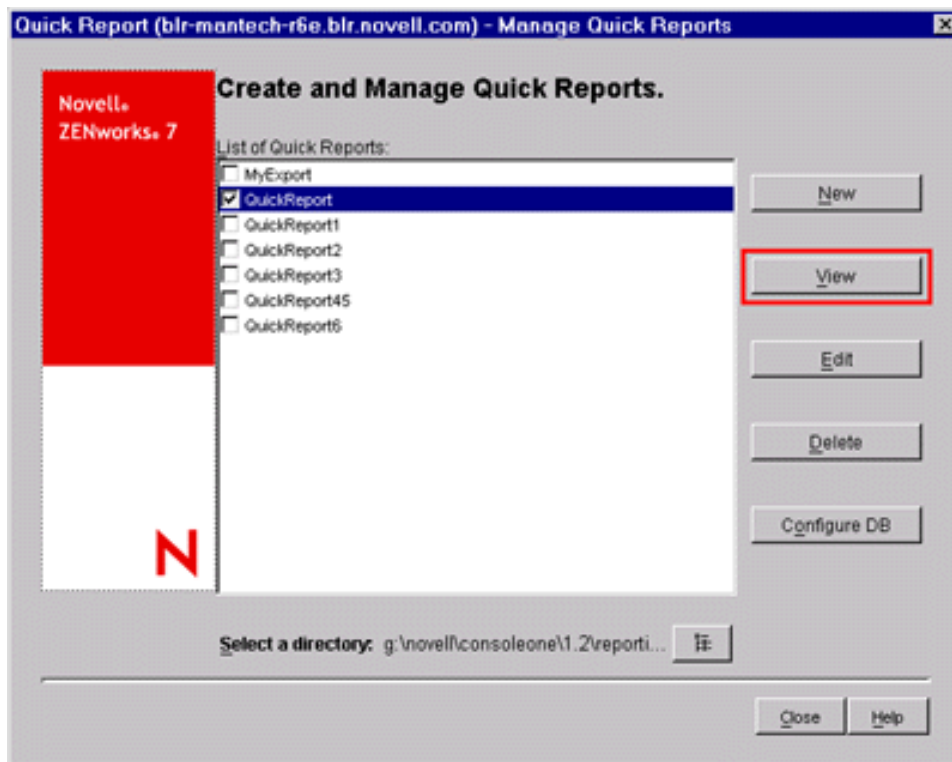 Quick Report (blr-mantech-r6e.blr.novell.com) - Manage Quick Reports
Novell®
ZENworks® 7
Create and Manage Quick Reports.
List of Quick Reports:
MyExport
QuickReport
QuickReport1
QuickReport2
QuickReport3
QuickReport45
QuickReport6
New
View
Edit
Delete
Configure DB
N
Select a directory: g:\novell\consoleone\1.2\reporti...
Close
Help